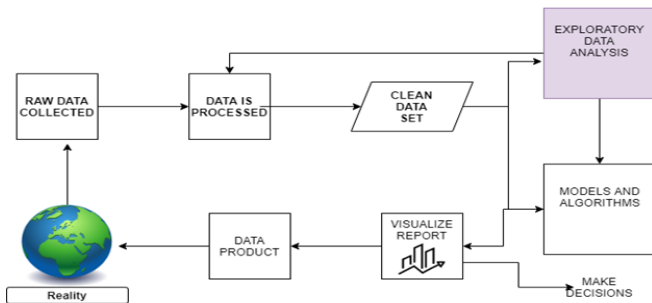 EXPLORATORY
DATA
ANALYSIS
RAW DATA
COLLECTED
DATA IS
PROCESSED
CLEAN
DATA
SET
MODELS AND
ALGORITHMS
VISUALIZE
REPORT
DATA
PRODUCT
MAKE
DECISIONS
Reality